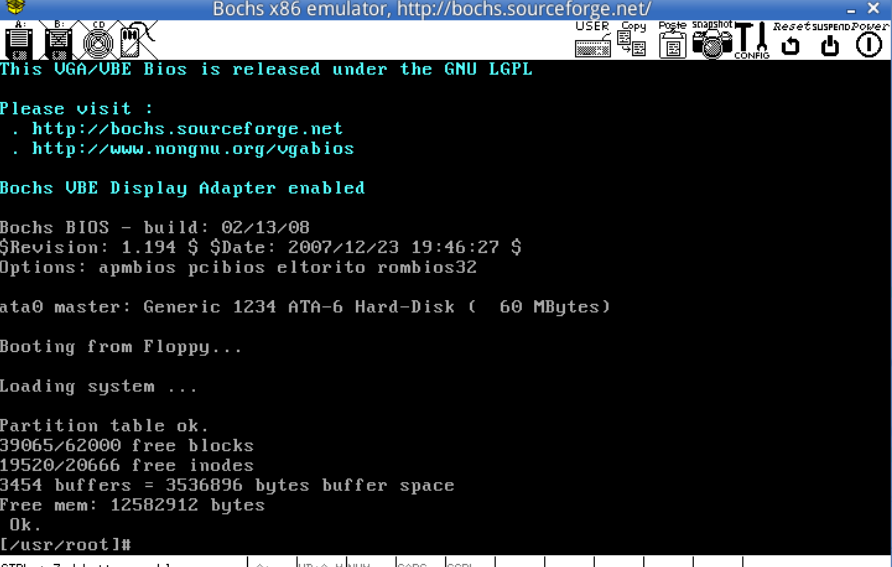 Bochs x86 emulator, http://bochs.sourceforge.net/
A: B: CD USER Copy Paste snapshot CONFIG Reset SUSPEND Power
This VGA/VBE Bios is released under the GNU LGPL
Please visit :
. http://bochs.sourceforge.net
. http://www.nongnu.org/vgabios
Bochs VBE Display Adapter enabled
Bochs BIOS - build: 02/13/08
$Revision: 1.194 $ $Date: 2007/12/23 19:46:27 $
Options: apmbios pcibios eltorito rombios32
ata0 master: Generic 1234 ATA-6 Hard-Disk (  60 MBytes)
Booting from Floppy...
Loading system ...
Partition table ok.
39065/62000 free blocks
19520/20666 free inodes
3454 buffers = 3536896 bytes buffer space
Free mem: 12582912 bytes
Ok.
[/usr/root]#